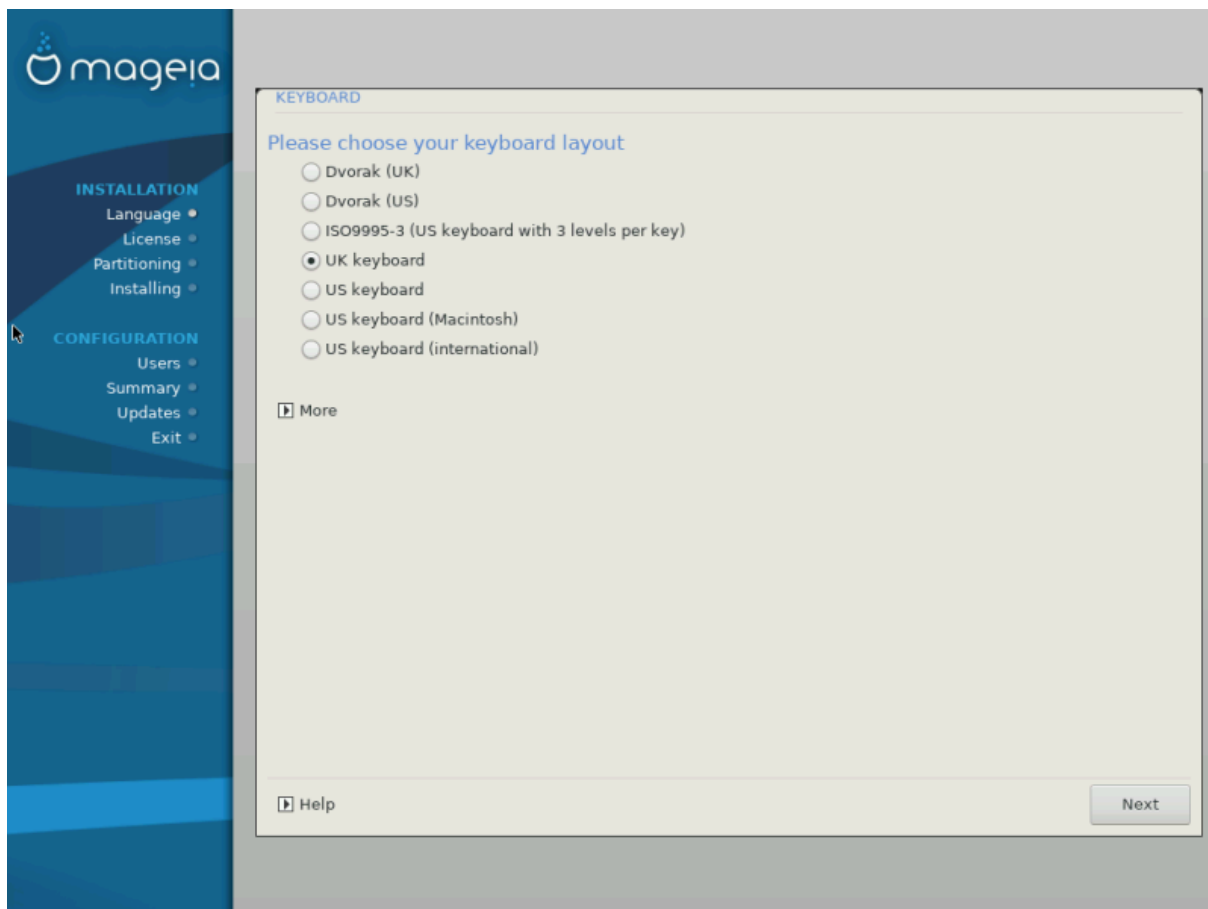 mageia
INSTALLATION
Language
License
Partitioning
Installing
CONFIGURATION
Users
Summary
Updates
Exit
KEYBOARD
Please choose your keyboard layout
Dvorak (UK)
Dvorak (US)
ISO9995-3 (US keyboard with 3 levels per key)
UK keyboard
US keyboard
US keyboard (Macintosh)
US keyboard (international)
More
Help
Next